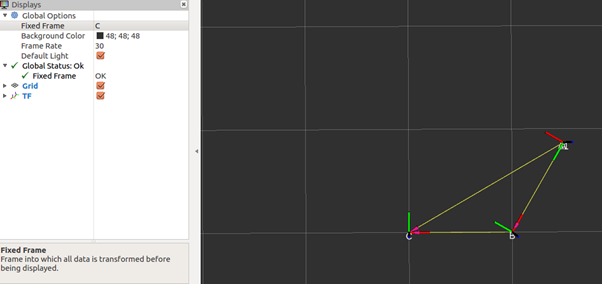 Displays
Global Options
Fixed Frame C
Background Color 48; 48; 48
Frame Rate 30
Default Light
Global Status: Ok
Fixed Frame OK
Grid
TF
Fixed Frame
Frame into which all data is transformed before
being displayed.
C
b